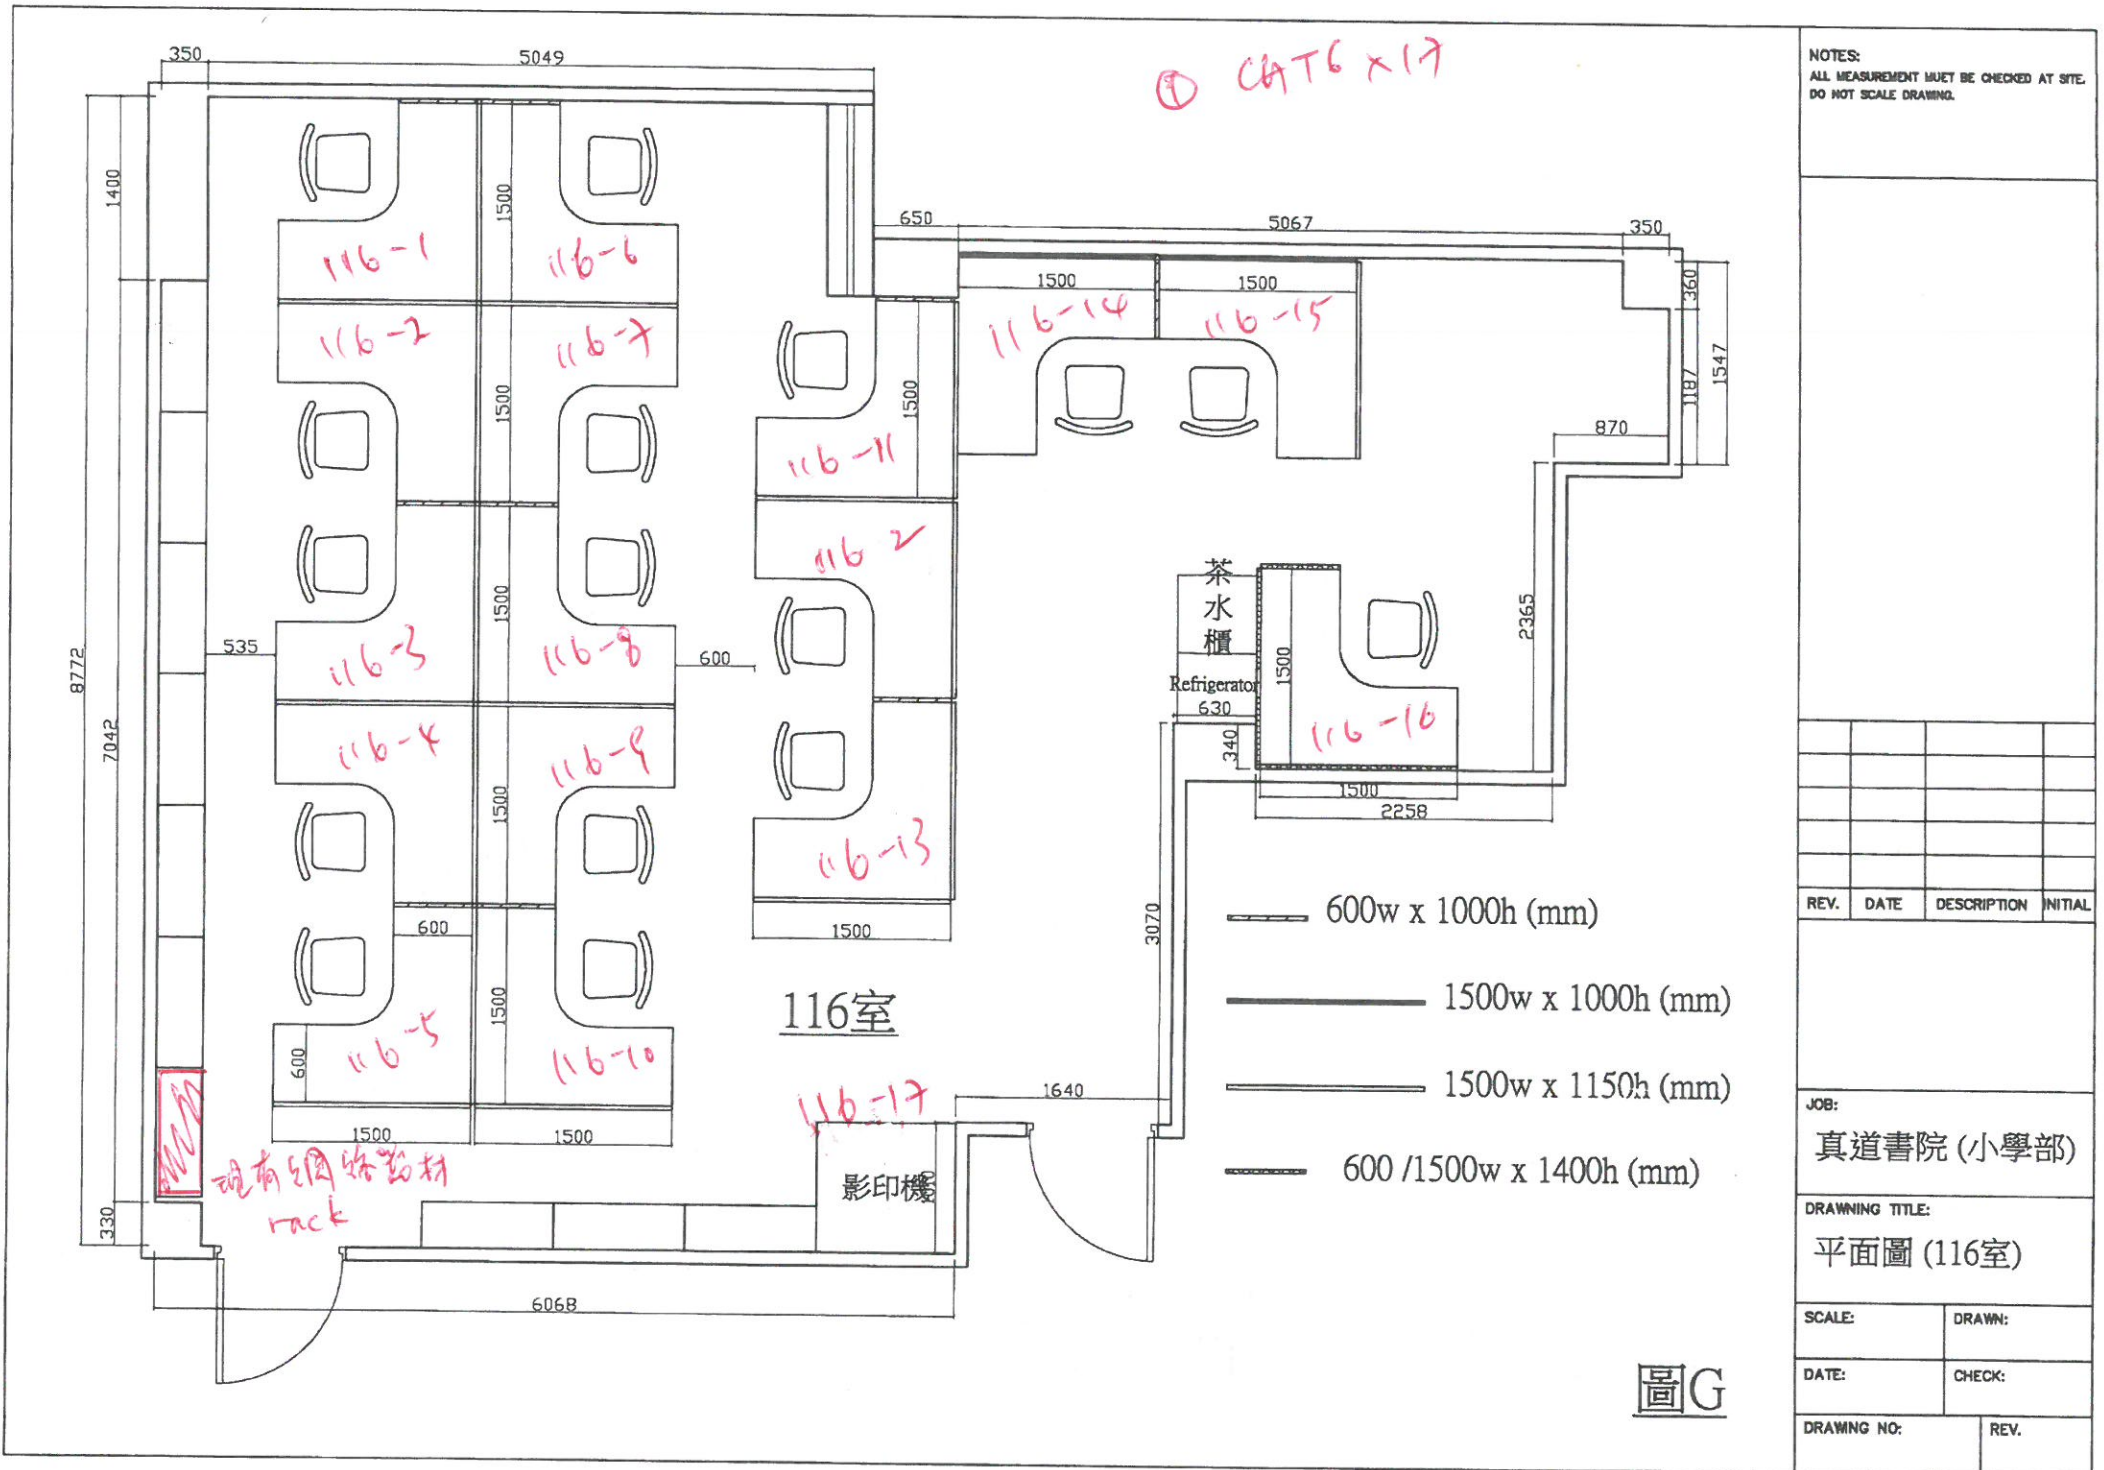 350
5049
① CAT6 x17
NOTES:
ALL MEASUREMENT MUET BE CHECKED AT SITE.
DO NOT SCALE DRAWING.
1400
1500
116-1
116-6
650
5067
350
1500
1500
360
116-14
116-15
116-2
116-7
1500
1500
1187
1547
870
116-11
116 2
茶水櫃
1500
2365
535
600
116-3
116-8
1500
Refrigerator
630
8772
7042
116-4
116-9
340
116-16
1500
1500
2258
116-13
600
1500
3070
600w x 1000h (mm)
REV.
DATE
DESCRIPTION
INITIAL
116室
1500
1500w x 1000h (mm)
600
116-5
116-10
1500w x 1150h (mm)
116-17
1640
JOB:
真道書院 (小學部)
1500
1500
現有網絡器材
rack
影印機
600 /1500w x 1400h (mm)
330
DRAWNING TITLE:
平面圖 (116室)
6068
SCALE:
DRAWN:
圖G
DATE:
CHECK:
DRAWING NO:
REV.